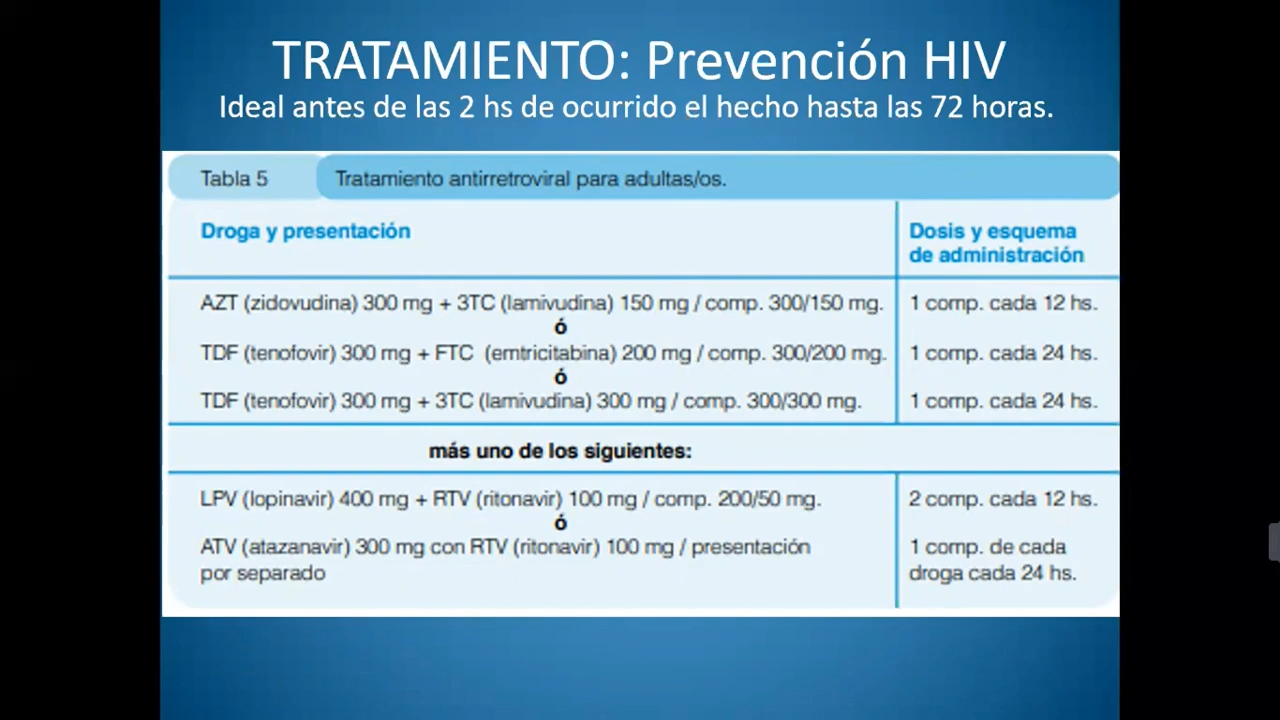 TRATAMIENTO: Prevención HIV
Ideal antes de las 2 hs de ocurrido el hecho hasta las 72 horas.
Tabla 5 Tratamiento antirretroviral para adultas/os.
Droga y presentación
Dosis y esquema
de administración
AZT (zidovudina) 300 mg + 3TC (lamivudina) 150 mg / comp. 300/150 mg. 1 comp. cada 12 hs.
ó
TDF (tenofovir) 300 mg + FTC (emtricitabina) 200 mg / comp. 300/200 mg. 1 comp. cada 24 hs.
ó
TDF (tenofovir) 300 mg + 3TC (lamivudina) 300 mg / comp. 300/300 mg. 1 comp. cada 24 hs.
más uno de los siguientes:
LPV (lopinavir) 400 mg + RTV (ritonavir) 100 mg / comp. 200/50 mg. 2 comp. cada 12 hs.
ó
ATV (atazanavir) 300 mg con RTV (ritonavir) 100 mg / presentación
por separado
1 comp. de cada
droga cada 24 hs.